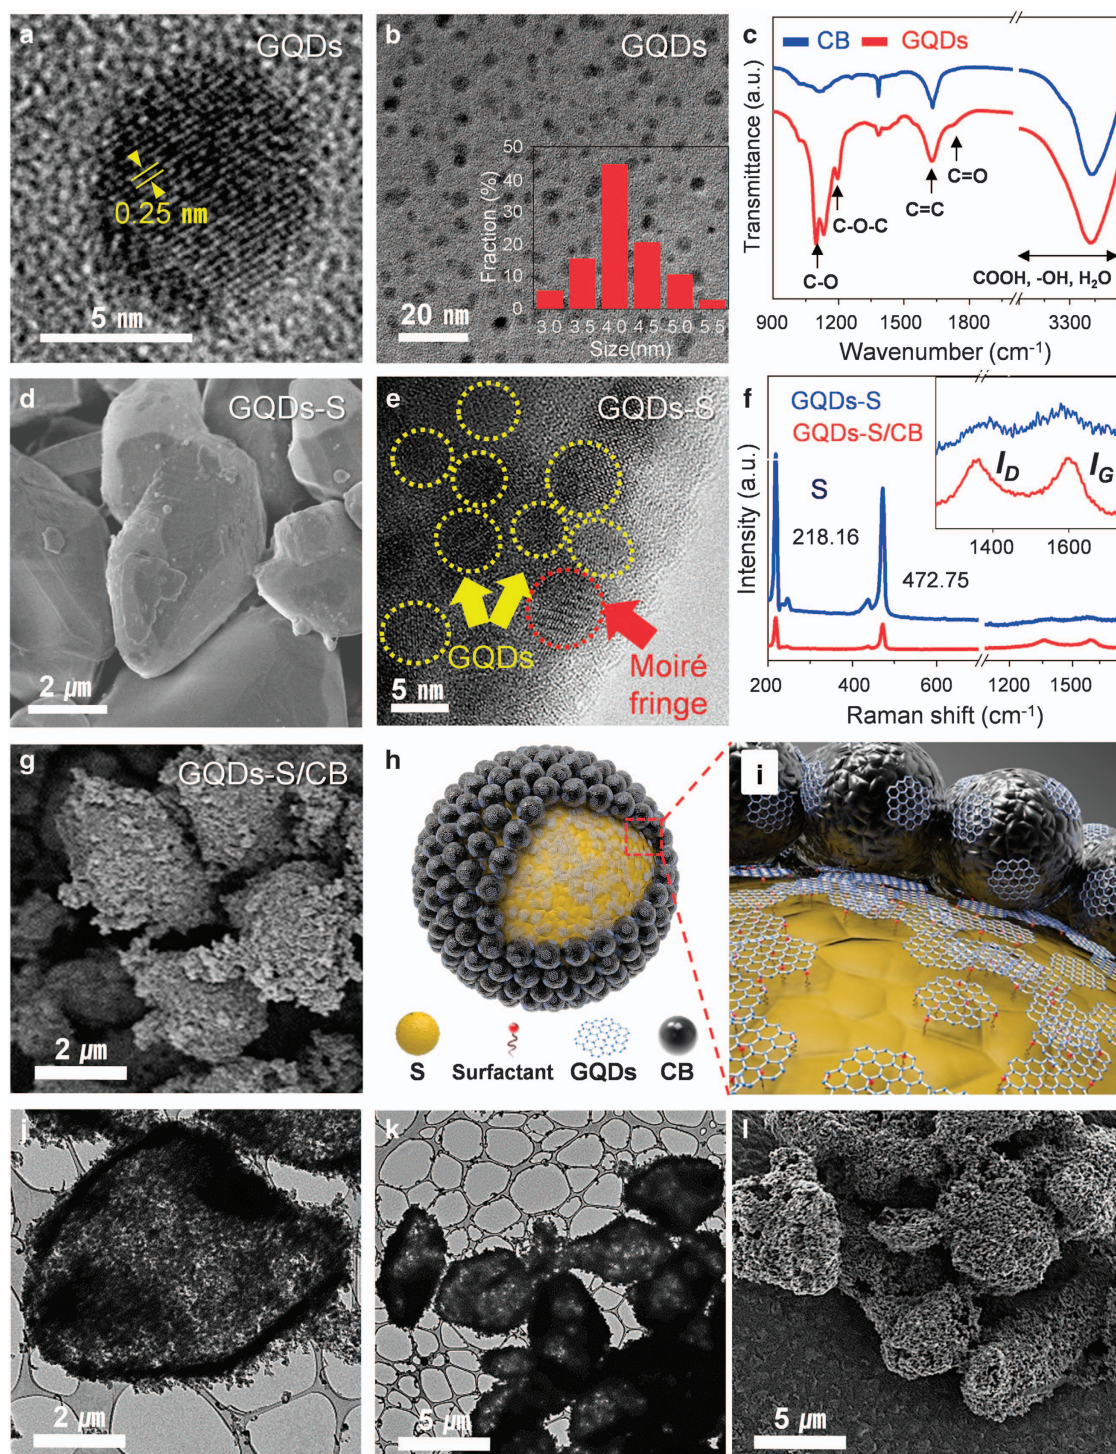 a
GQDs
0.25 nm
5 nm
b
GQDs
50
40
30
20
10
0
Fraction (%)
3.0 3.5 4.0 4.5 5.0 5.5
Size(nm)
20 nm
c
CB GQDs
Transmittance (a.u.)
C=O
C=C
C-O-C
C-O
COOH, -OH, H₂O
900 1200 1500 1800 3300
Wavenumber (cm⁻¹)
d
GQDs-S
2 μm
e
GQDs-S
GQDs
Moiré
fringe
5 nm
f
GQDs-S
GQDs-S/CB
S
218.16
472.75
I_D
I_G
1400 1600
Intensity (a.u.)
200 400 600 1200 1500
Raman shift (cm⁻¹)
g
GQDs-S/CB
2 μm
h
S Surfactant GQDs CB
i
j
2 μm
k
5 μm
l
5 μm